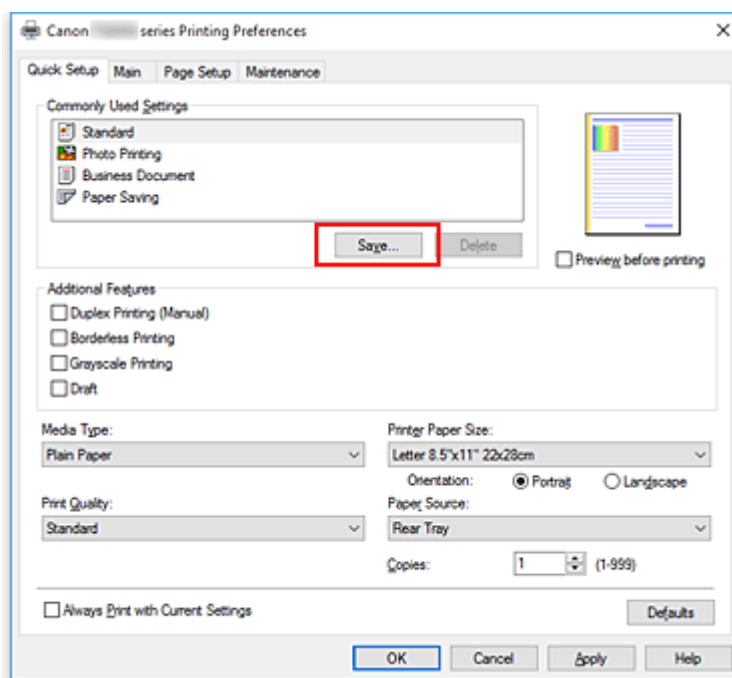 Canon series Printing Preferences
Quick Setup Main Page Setup Maintenance
Commonly Used Settings
Standard
Photo Printing
Business Document
Paper Saving
Save... Delete
Preview before printing
Additional Features
Duplex Printing (Manual)
Borderless Printing
Grayscale Printing
Draft
Media Type: Printer Paper Size:
Plain Paper Letter 8.5"x11" 22x28cm
Orientation: Portrait Landscape
Print Quality: Paper Source:
Standard Rear Tray
Copies: 1 (1-999)
Always Print with Current Settings Defaults
OK Cancel Apply Help